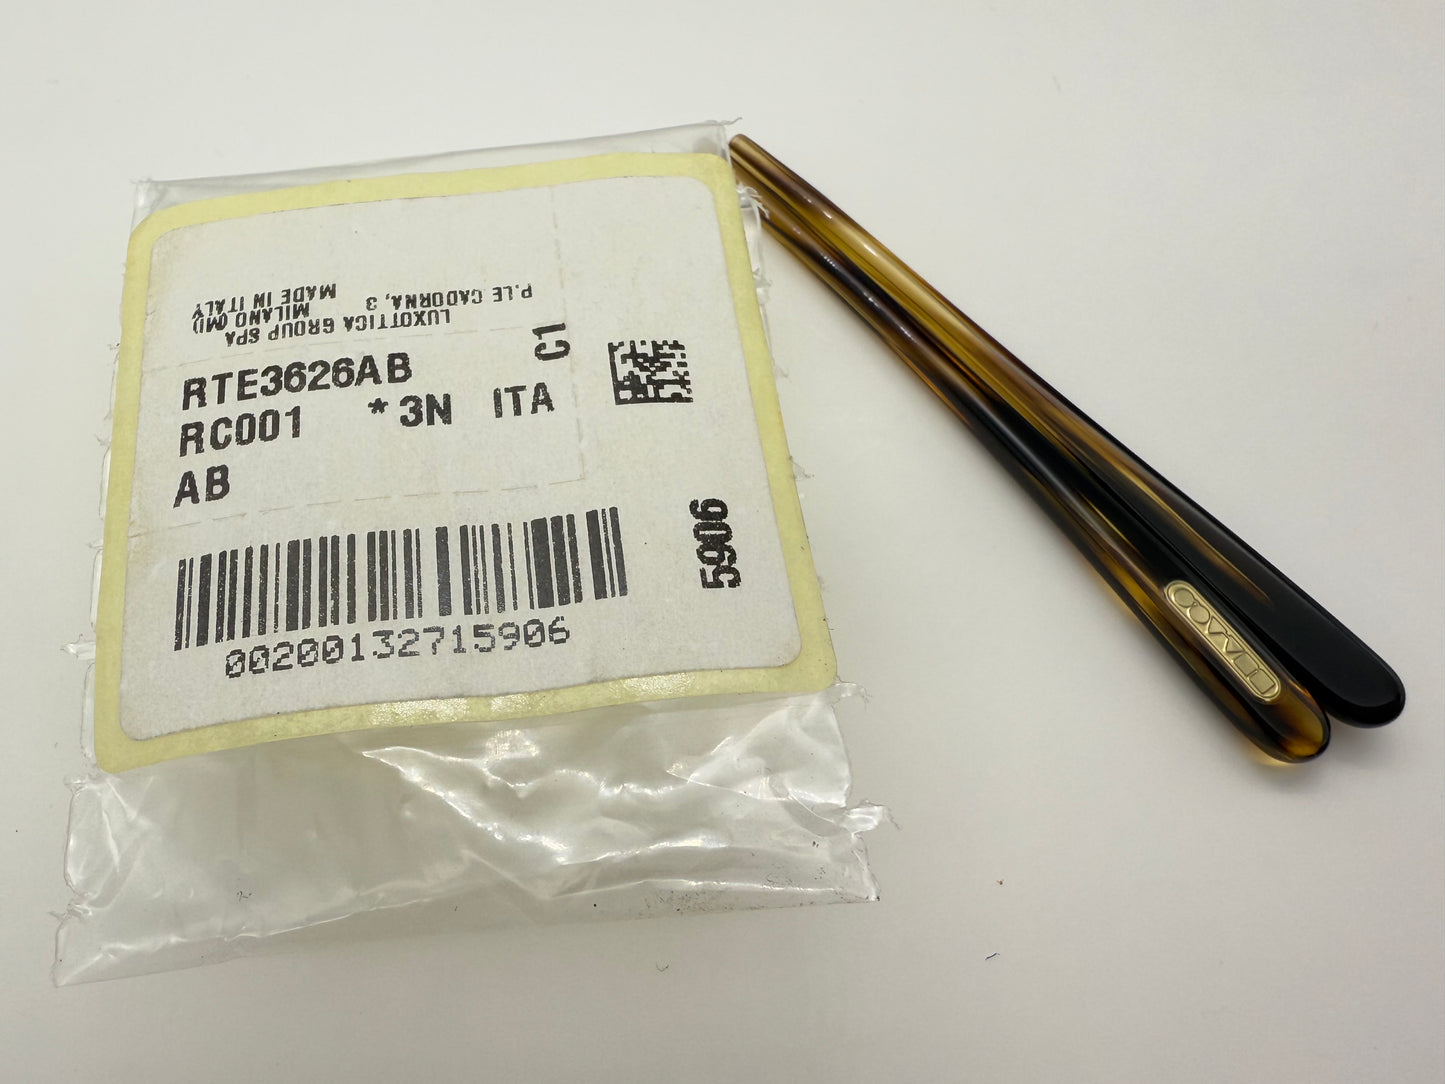 P.LE CADORNA, 3
LUXOTTICA GROUP SPA
MILANO (MI)
MADE IN ITALY
RTE3626AB
C1
RC001 *3N ITA
AB
5906
00200132715906